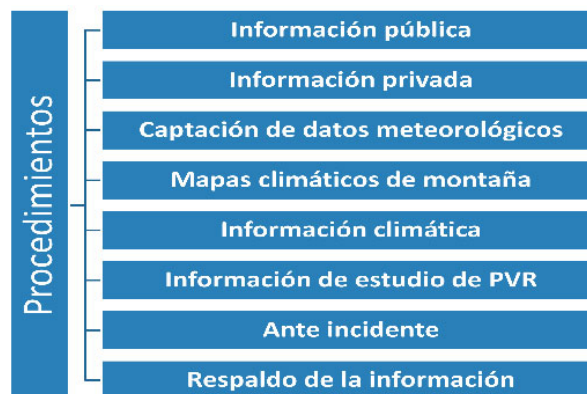 Procedimientos
Información pública
Información privada
Captación de datos meteorológicos
Mapas climáticos de montaña
Información climática
Información de estudio de PVR
Ante incidente
Respaldo de la información